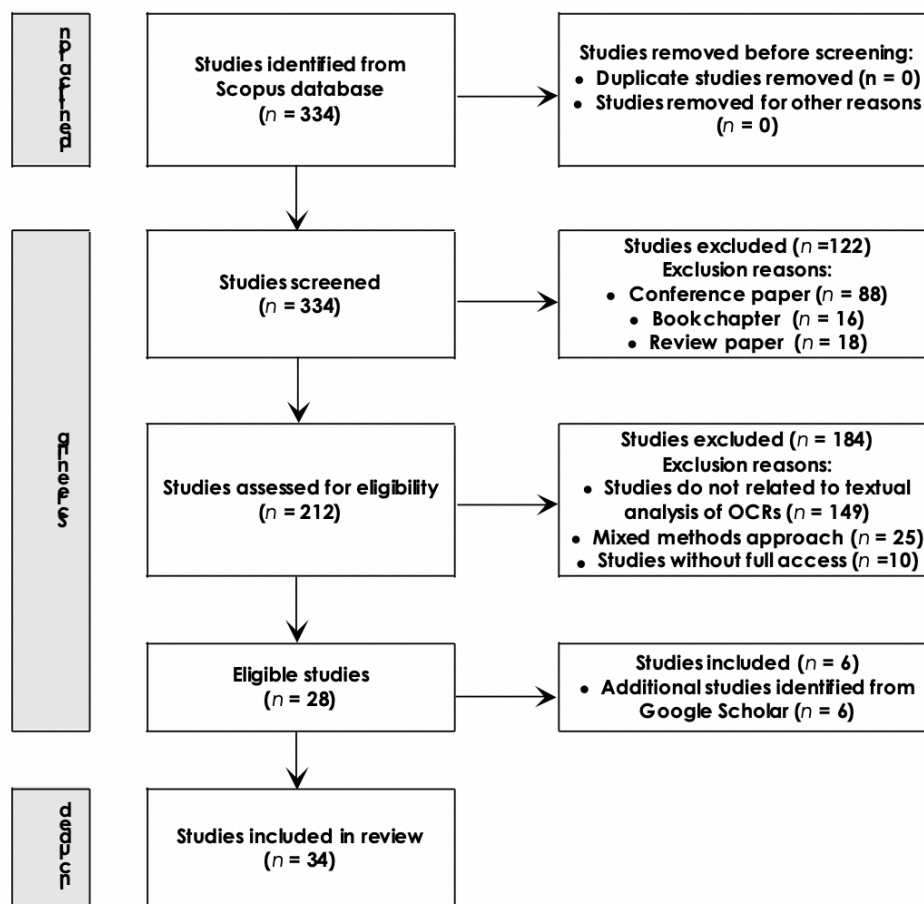 Studies identified from
Scopus database
(n = 334)
Studies removed before screening:
• Duplicate studies removed (n = 0)
• Studies removed for other reasons
(n = 0)
Studies screened
(n = 334)
Studies excluded (n =122)
Exclusion reasons:
• Conference paper (n = 88)
• Book chapter (n = 16)
• Review paper (n = 18)
Studies assessed for eligibility
(n = 212)
Studies excluded (n = 184)
Exclusion reasons:
• Studies do not related to textual
analysis of OCRs (n = 149)
• Mixed methods approach (n = 25)
• Studies without full access (n =10)
Eligible studies
(n = 28)
Studies included (n = 6)
• Additional studies identified from
Google Scholar (n = 6)
Studies included in review
(n = 34)